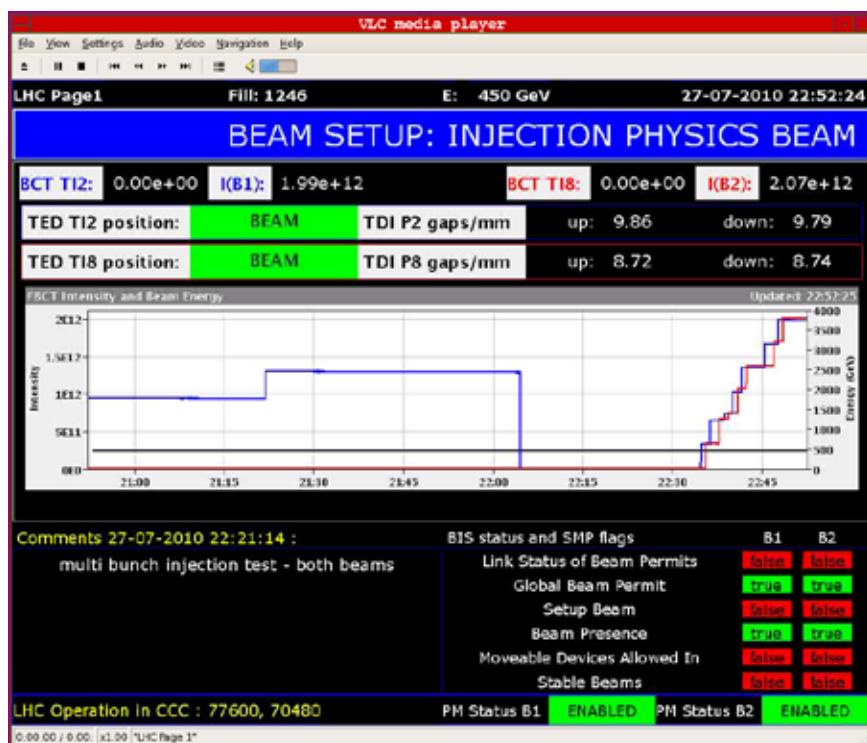 VLC media player
File View Settings Audio Video Navigation Help
LHC Page1 Fill: 1246 E: 450 GeV 27-07-2010 22:52:24
BEAM SETUP: INJECTION PHYSICS BEAM
BCT TI2: 0.00e+00 I(B1): 1.99e+12 BCT TI8: 0.00e+00 I(B2): 2.07e+12
TED TI2 position: BEAM TDI P2 gaps/mm up: 9.86 down: 9.79
TED TI8 position: BEAM TDI P8 gaps/mm up: 8.72 down: 8.74
FBCT Intensity and Beam Energy Updated: 22:52:25
2E12 4000
3500
1.5E12 3000
2500
1E12 2000
1500
5E11 1000
500
0E0 0
Intensity
Energy (GeV)
21:00 21:15 21:30 21:45 22:00 22:15 22:30 22:45
Comments 27-07-2010 22:21:14 : BIS status and SMP flags B1 B2
multi bunch injection test - both beams Link Status of Beam Permits false false
Global Beam Permit true true
Setup Beam false false
Beam Presence true true
Moveable Devices Allowed In false false
Stable Beams false false
LHC Operation in CCC : 77600, 70480 PM Status B1 ENABLED PM Status B2 ENABLED
0:00:00 / 0:00: x1.00 "LHC Page 1"